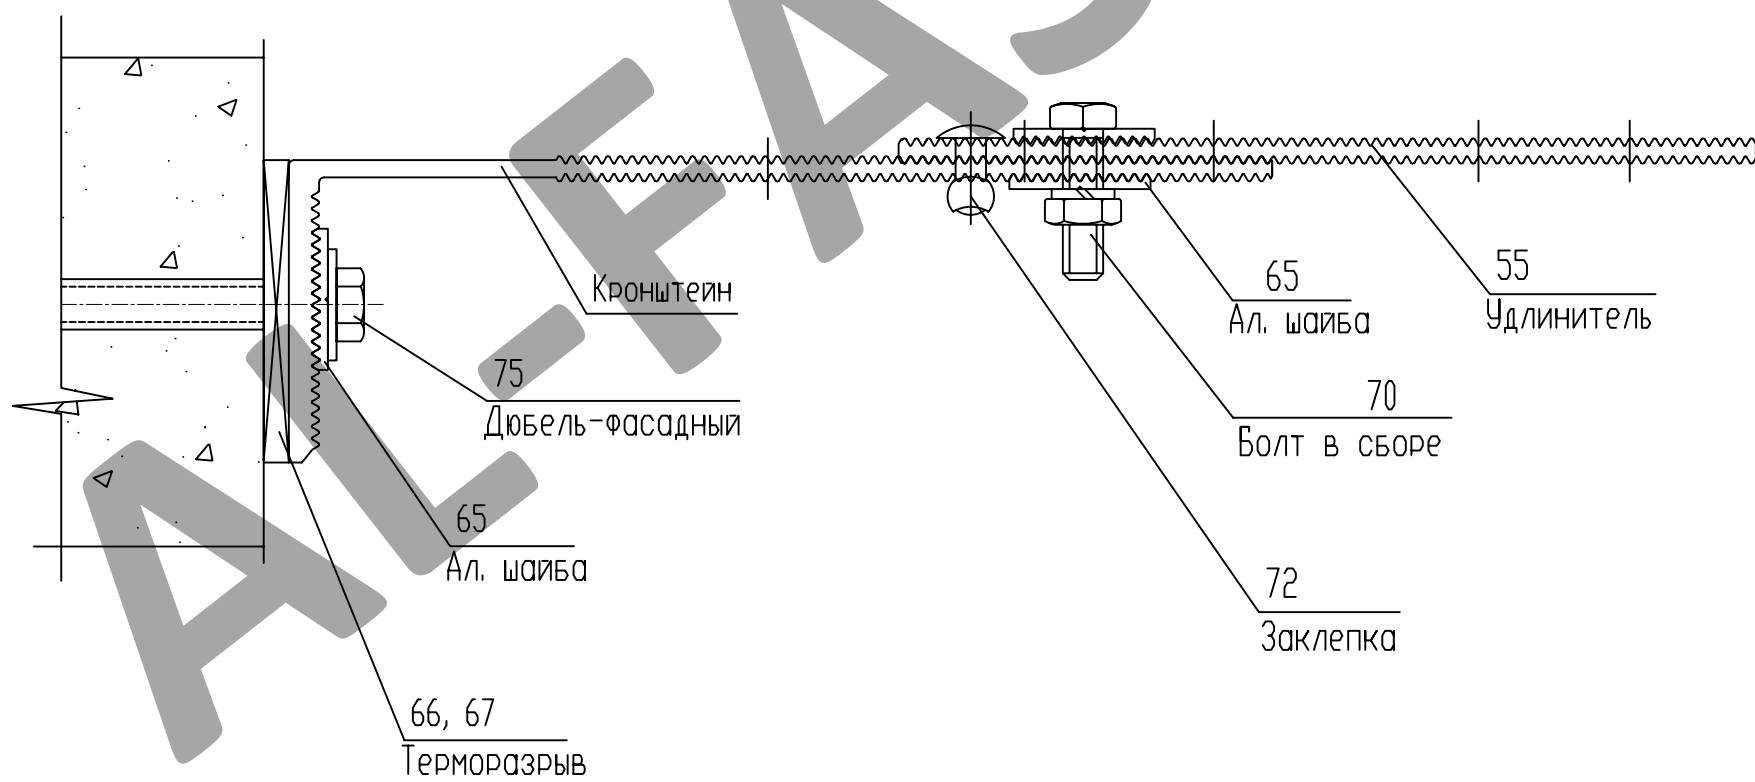 AL-FAS
Кронштейн
55
Удлинитель
65
Ал. шайба
75
Дюбель-фасадный
70
Болт в сборе
65
Ал. шайба
72
Заклепка
66, 67
Терморазрыв